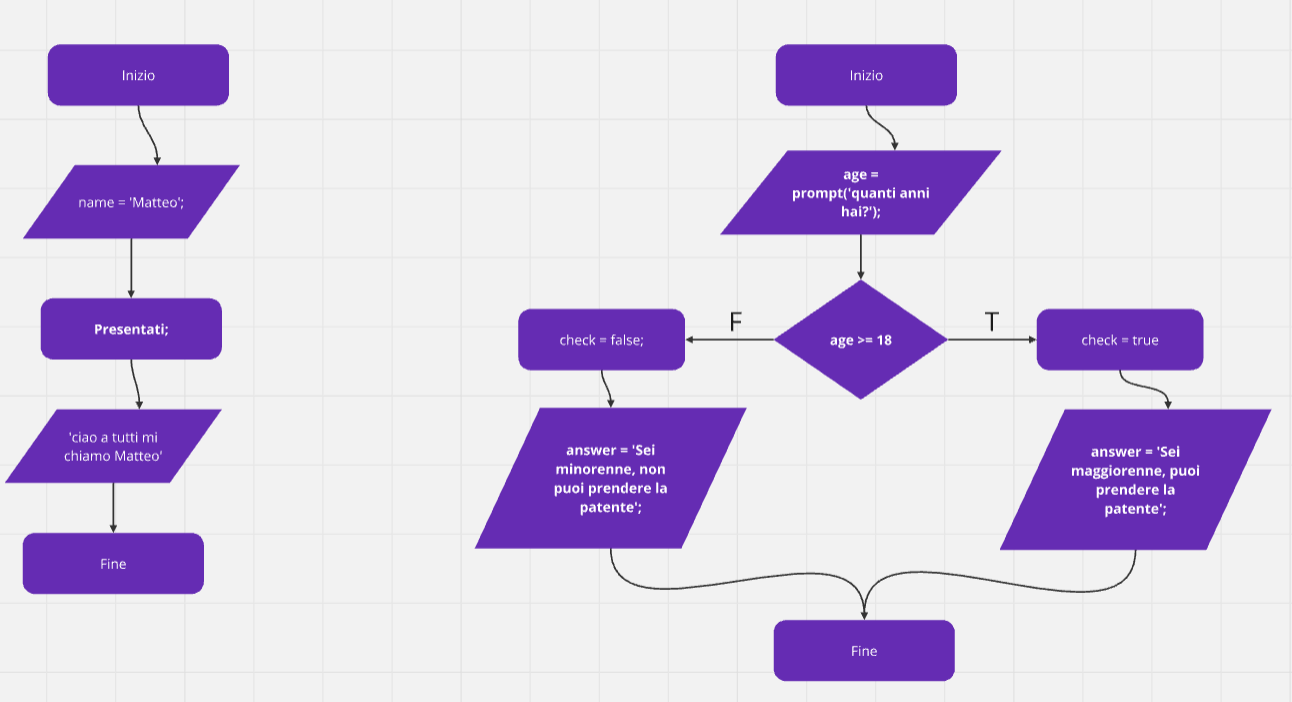 Inizio
name = 'Matteo';
Presentati;
'ciao a tutti mi
chiamo Matteo'
Fine
Inizio
age =
prompt('quanti anni
hai?');
age >= 18
F
T
check = false;
answer = 'Sei
minorenne, non
puoi prendere la
patente';
check = true
answer = 'Sei
maggiorenne, puoi
prendere la
patente';
Fine